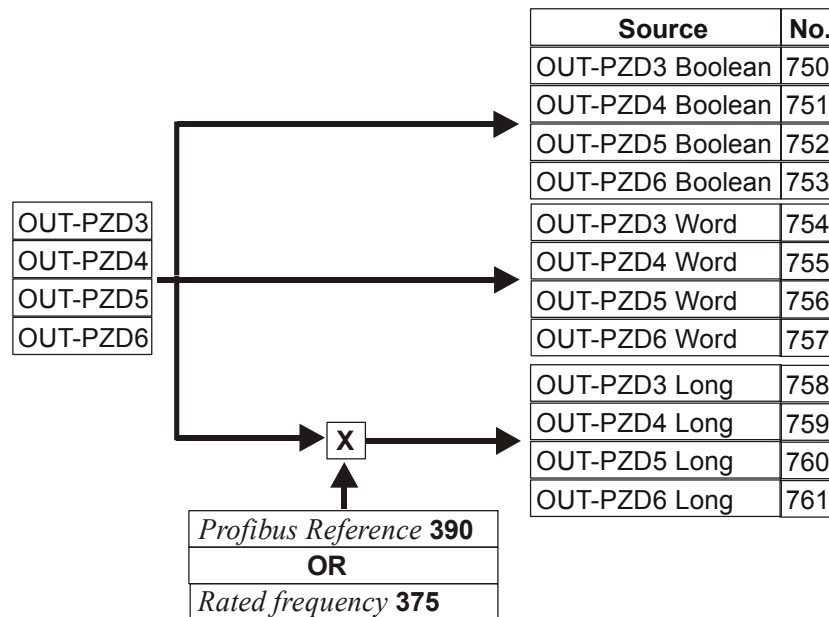 Source No.
OUT-PZD3 Boolean 750
OUT-PZD4 Boolean 751
OUT-PZD5 Boolean 752
OUT-PZD6 Boolean 753
OUT-PZD3 Word 754
OUT-PZD4 Word 755
OUT-PZD5 Word 756
OUT-PZD6 Word 757
OUT-PZD3 Long 758
OUT-PZD4 Long 759
OUT-PZD5 Long 760
OUT-PZD6 Long 761
OUT-PZD3
OUT-PZD4
OUT-PZD5
OUT-PZD6
X
Profibus Reference 390
OR
Rated frequency 375